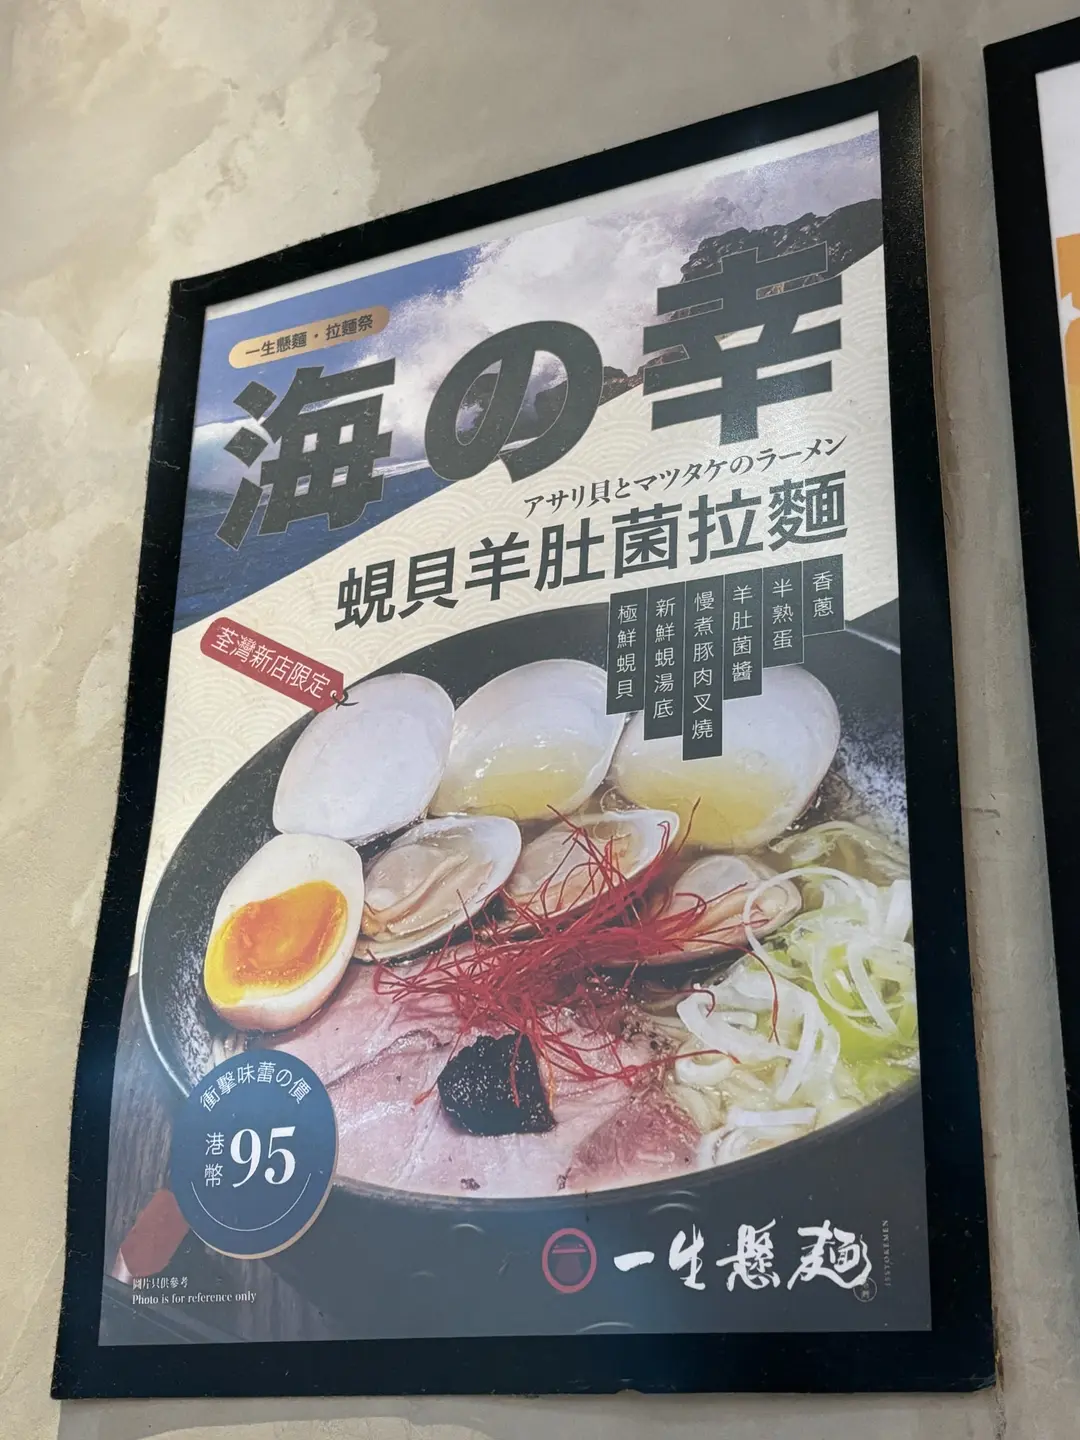 一生懸麵・拉麵祭
海の幸
アサリ貝とマツタケのラーメン
蜆貝羊肚菌拉麵
香蔥
半熟蛋
羊肚菌醬
慢煮豚肉叉燒
新鮮蜆湯底
極鮮蜆貝
荃灣新店限定
衝擊味蕾の價
港幣95
一生懸麵
圖片只供參考
Photo is for reference only